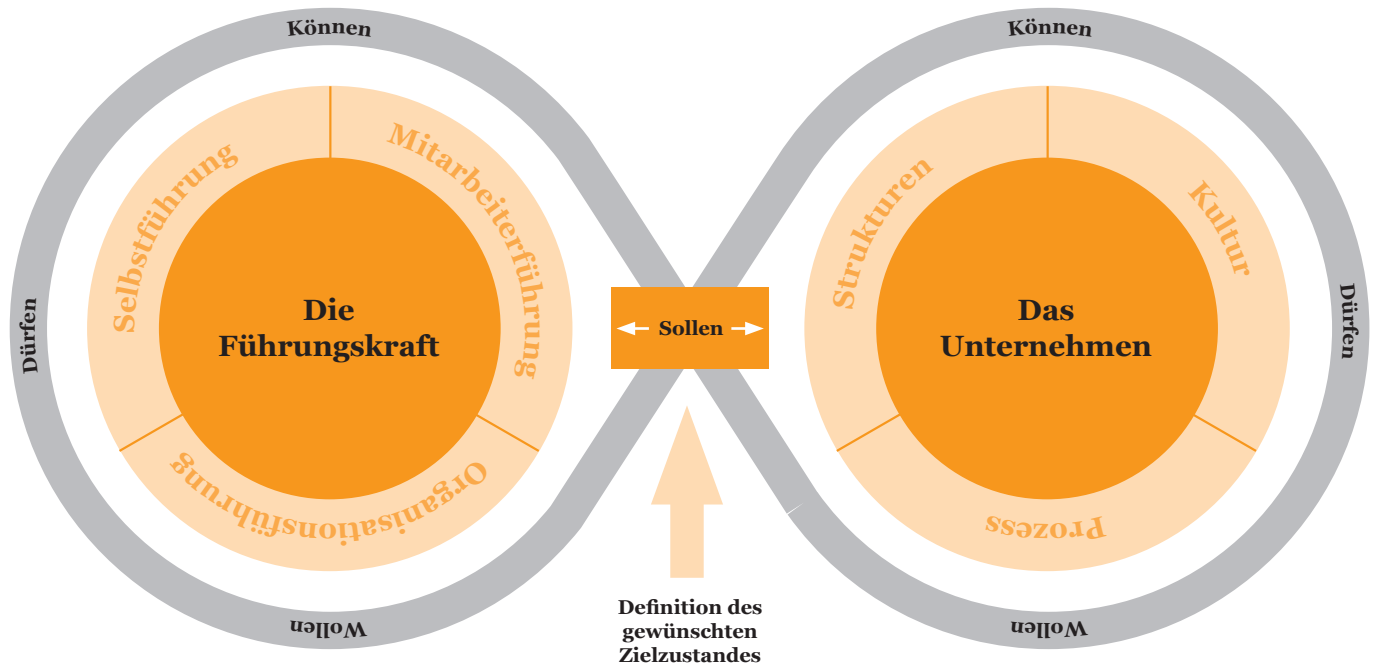 Können
Selbstführung
Mitarbeiterführung
Organisationsführung
Die
Führungskraft
Dürfen
Wollen
Sollen
Definition des
gewünschten
Zielzustandes
Können
Strukturen
Kultur
Prozess
Das
Unternehmen
Dürfen
Wollen